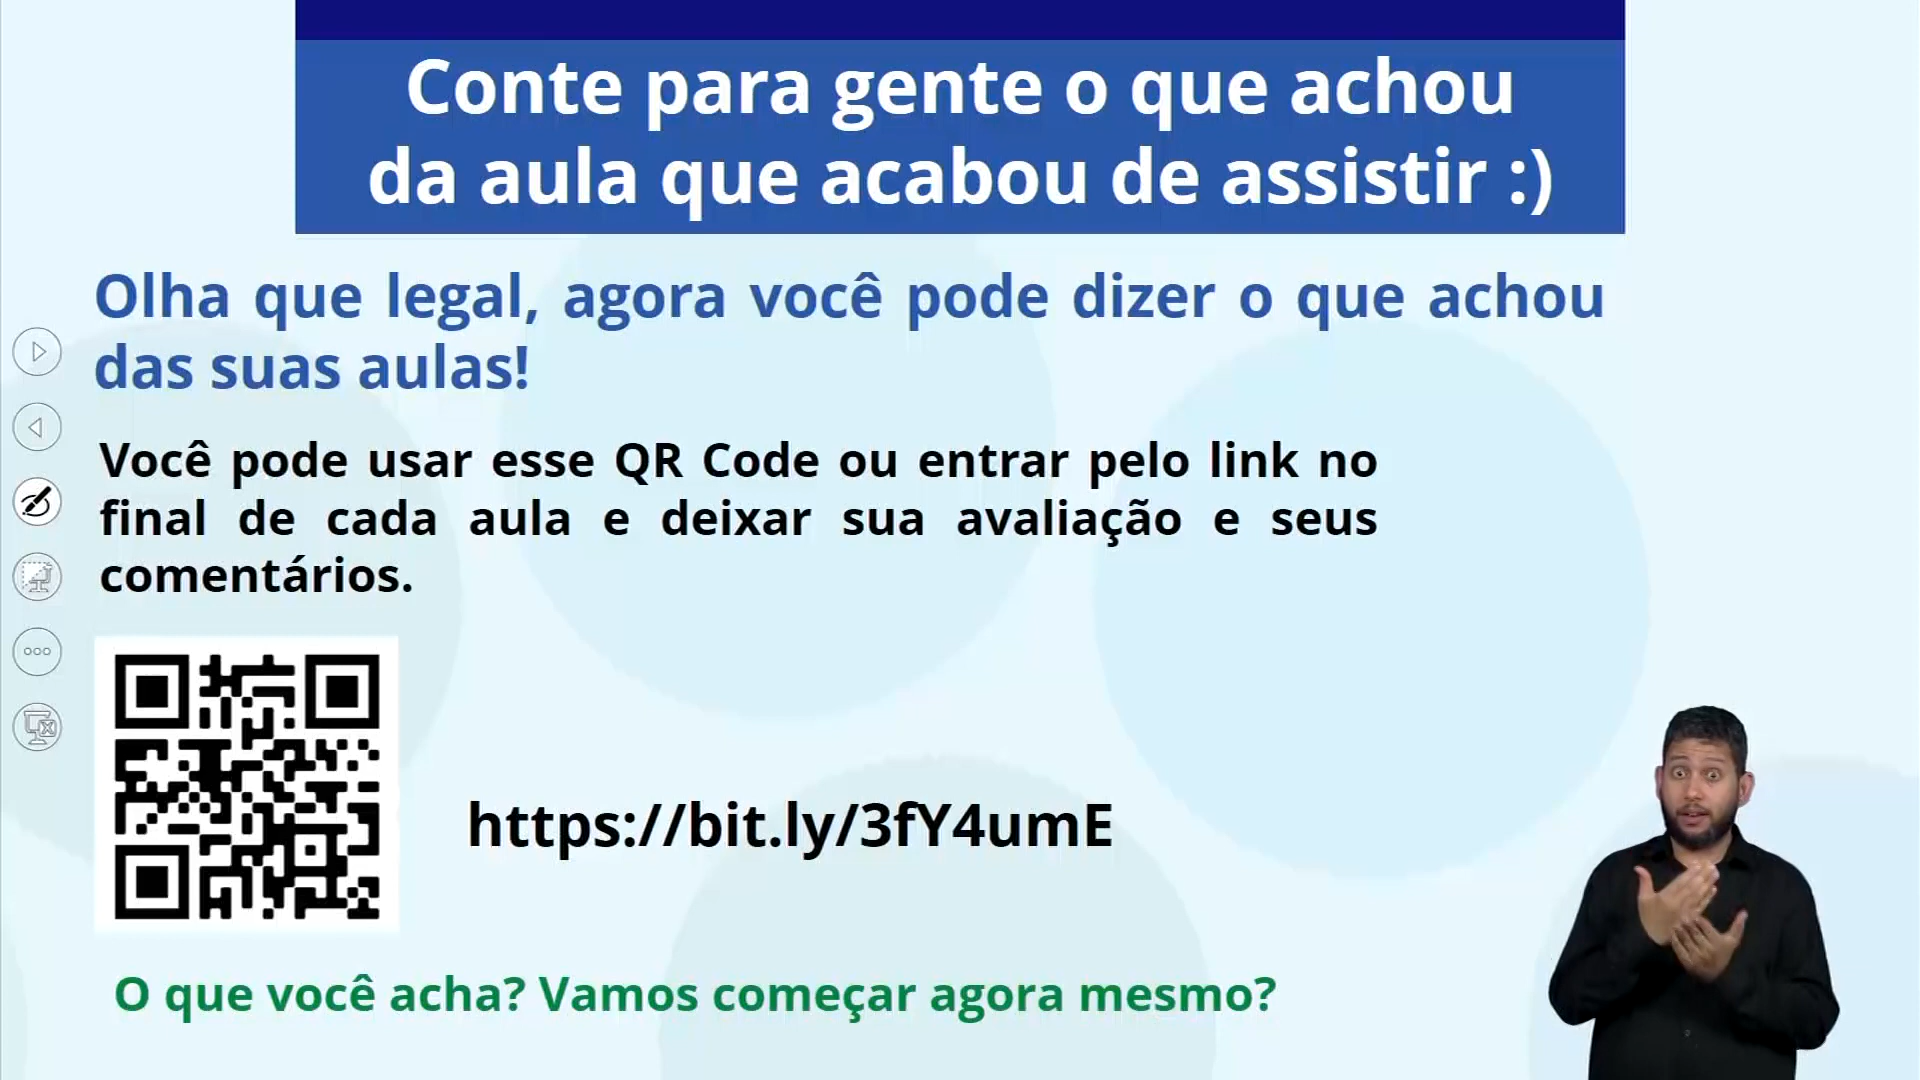 Conte para gente o que achou
da aula que acabou de assistir :)
Olha que legal, agora você pode dizer o que achou
das suas aulas!
Você pode usar esse QR Code ou entrar pelo link no
final de cada aula e deixar sua avaliação e seus
comentários.
https://bit.ly/3fY4umE
O que você acha? Vamos começar agora mesmo?